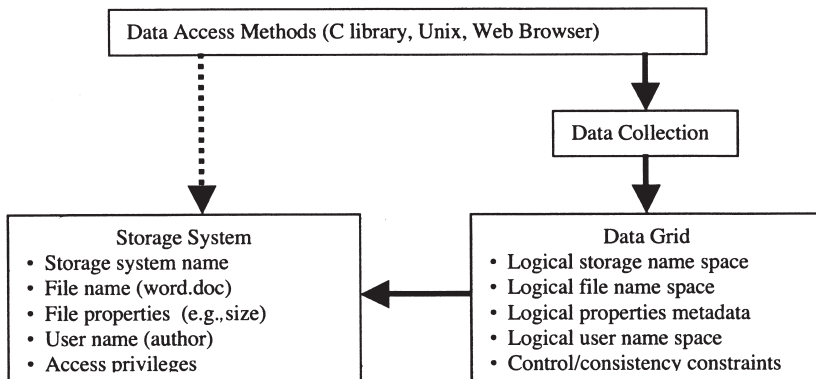 Data Access Methods (C library, Unix, Web Browser)
Data Collection
Storage System
• Storage system name
• File name (word.doc)
• File properties (e.g.,size)
• User name (author)
• Access privileges
Data Grid
• Logical storage name space
• Logical file name space
• Logical properties metadata
• Logical user name space
• Control/consistency constraints